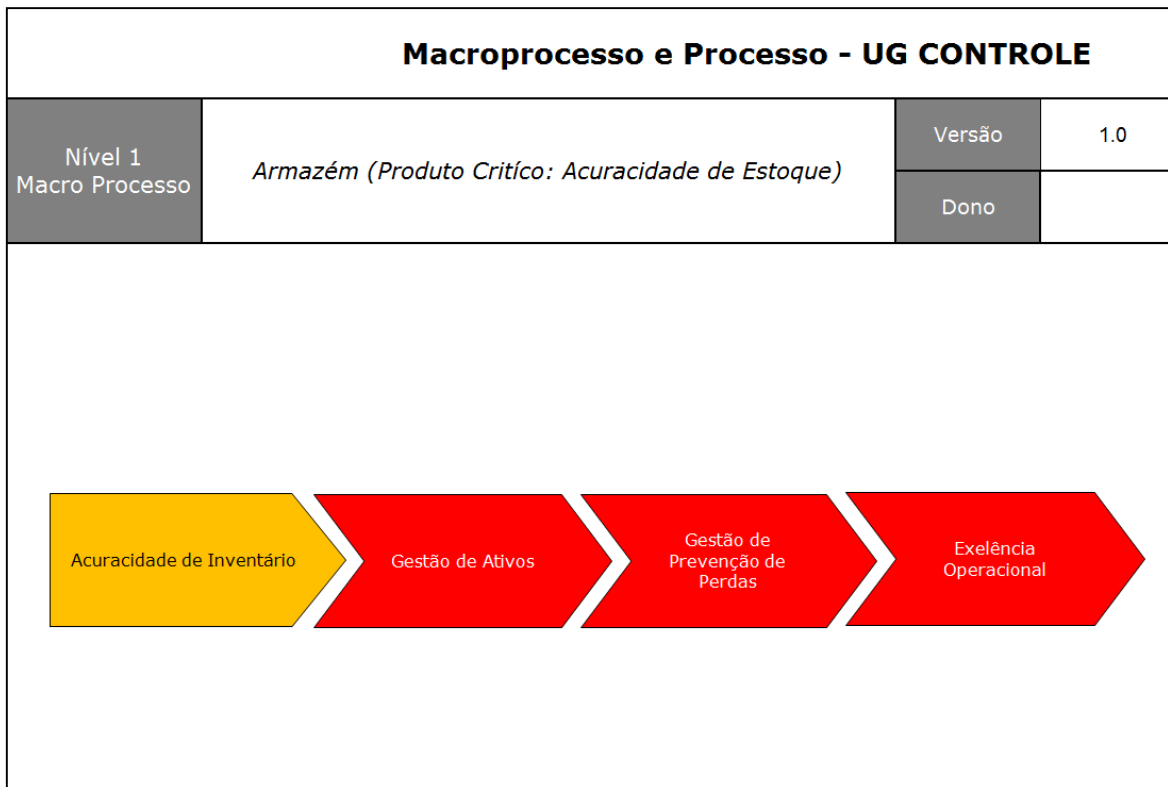 Macroprocesso e Processo - UG CONTROLE
Nível 1
Macro Processo
Armazém (Produto Critíco: Acuracidade de Estoque)
Versão
1.0
Dono
Acuracidade de Inventário
Gestão de Ativos
Gestão de
Prevenção de
Perdas
Exelência
Operacional